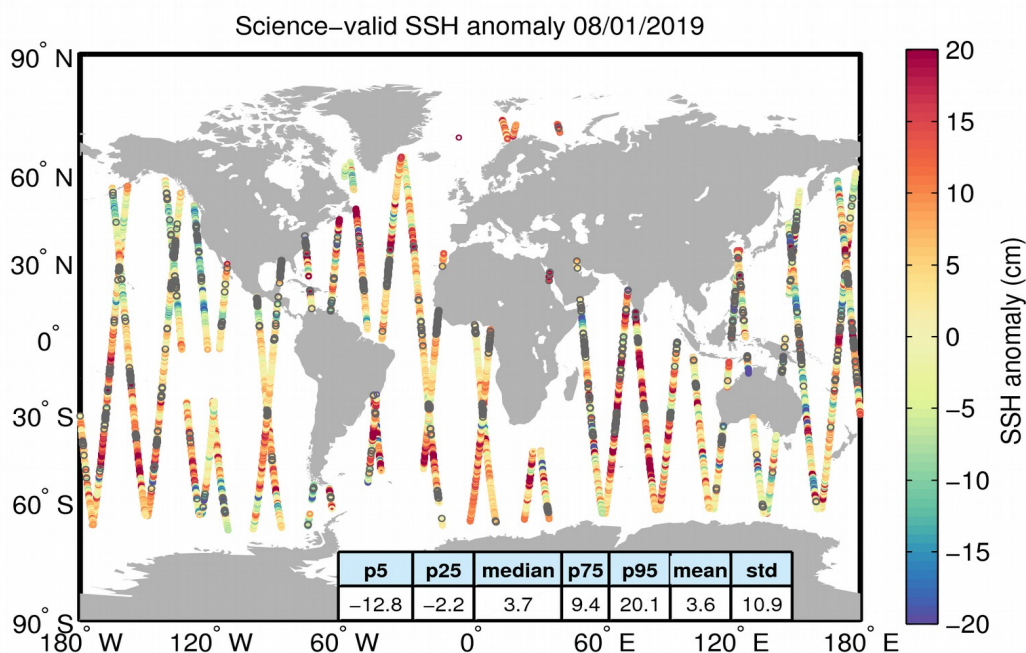 Science−valid SSH anomaly 08/01/2019
90° N
60° N
30° N
0°
30° S
60° S
90° S
180° W
120° W
60° W
0°
60° E
120° E
180° E
p5 p25 median p75 p95 mean std
−12.8 −2.2 3.7 9.4 20.1 3.6 10.9
20
15
10
5
0
−5
−10
−15
−20
SSH anomaly (cm)